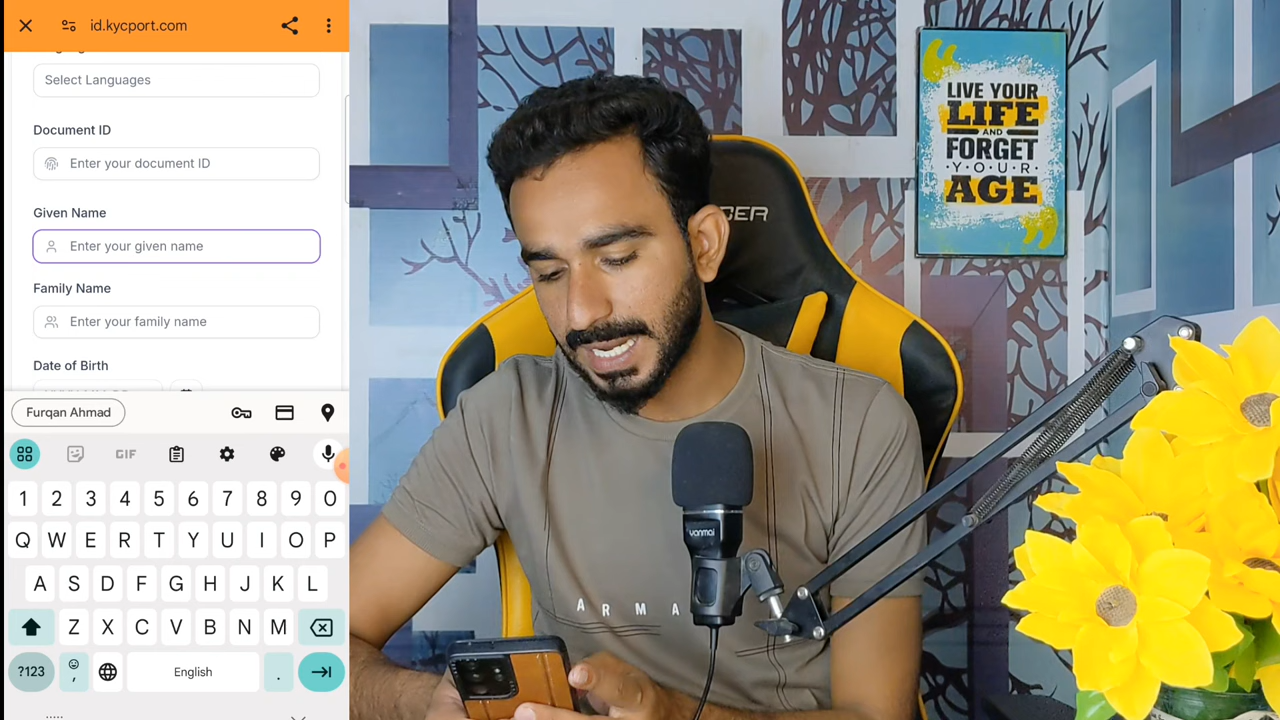 id.kycport.com
Select Languages
Document ID
Enter your document ID
Given Name
Enter your given name
Family Name
Enter your family name
Date of Birth
Furqan Ahmad
GIF
1 2 3 4 5 6 7 8 9 0
Q W E R T Y U I O P
A S D F G H J K L
Z X C V B N M
?123
,
English
.
LIVE YOUR
LIFE
AND
FORGET
·Y·O·U·R·
AGE
vanmai
A R M A